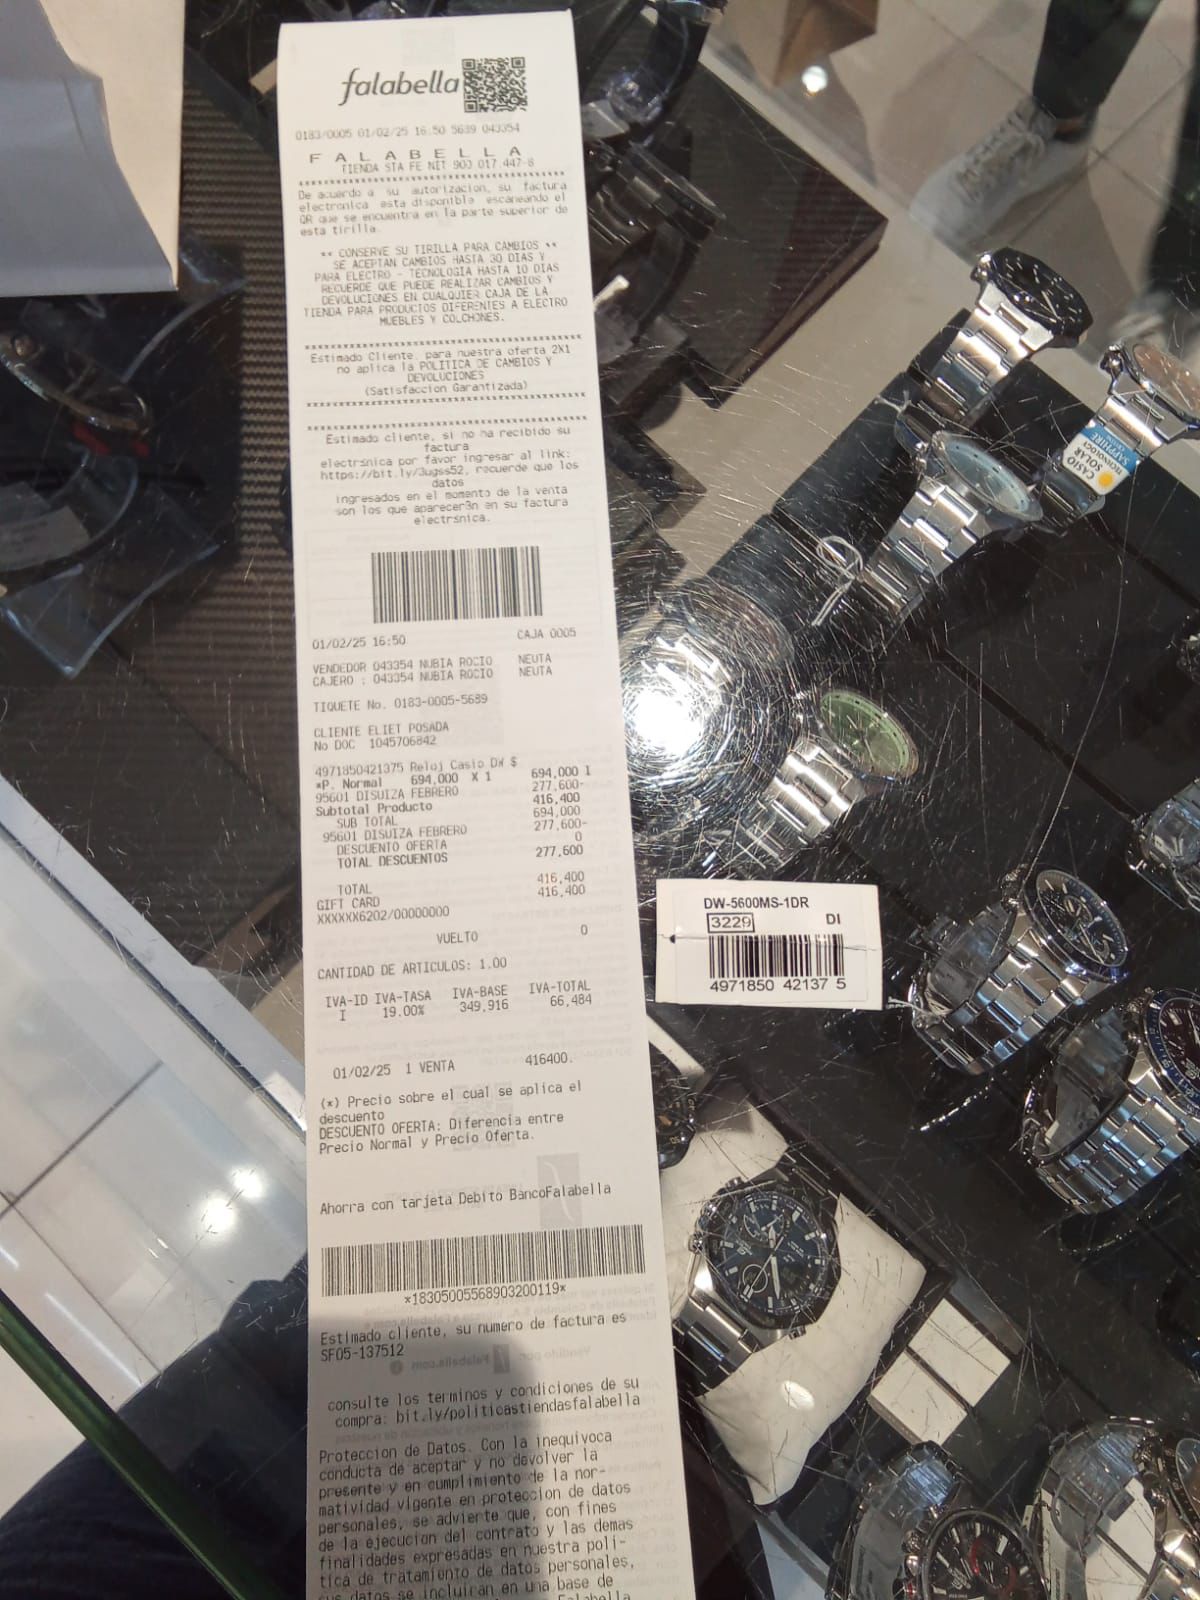 falabella
0183/0005 01/02/25 16:50 5689 043354
F A L A B E L L A
TIENDA STA FE NIT 900 017 447-8
De acuerdo a su autorizacion, su factura
electronica esta disponible escaneando el
QR que se encuentra en la parte superior de
esta tirilla.
** CONSERVE SU TIRILLA PARA CAMBIOS **
SE ACEPTAN CAMBIOS HASTA 30 DIAS Y
PARA ELECTRO - TECNOLOGIA HASTA 10 DIAS
RECUERDE QUE PUEDE REALIZAR CAMBIOS Y
DEVOLUCIONES EN CUALQUIER CAJA DE LA
TIENDA PARA PRODUCTOS DIFERENTES A ELECTRO
MUEBLES Y COLCHONES.
Estimado Cliente, para nuestra oferta 2X1
no aplica la POLITICA DE CAMBIOS Y
DEVOLUCIONES
(Satisfaccion Garantizada)
Estimado cliente, si no ha recibido su
factura
electrsnica por favor ingresar al link:
https://bit.ly/3ugss52, recuerde que los
datos
ingresados en el momento de la venta
son los que aparecer3n en su factura
electrsnica.
01/02/25 16:50 CAJA 0005
VENDEDOR 043354 NUBIA ROCIO NEUTA
CAJERO : 043354 NUBIA ROCIO NEUTA
TIQUETE No. 0183-0005-5689
CLIENTE ELIET POSADA
No DOC 1045706842
4971850421375 Reloj Casio DW $
*P. Normal 694,000 X 1 694,000 I
95601 DISUIZA FEBRERO 277,600-
Subtotal Producto 416,400
SUB TOTAL 694,000
95601 DISUIZA FEBRERO 277,600-
DESCUENTO OFERTA 0
TOTAL DESCUENTOS 277,600
TOTAL 416,400
GIFT CARD 416,400
XXXXXX6202/00000000
VUELTO 0
CANTIDAD DE ARTICULOS: 1.00
IVA-ID IVA-TASA IVA-BASE IVA-TOTAL
I 19.00% 349,916 66,484
01/02/25 1 VENTA 416400.
(*) Precio sobre el cual se aplica el
descuento
DESCUENTO OFERTA: Diferencia entre
Precio Normal y Precio Oferta.
Ahorra con tarjeta Debito BancoFalabella
*18305005568903200119*
Estimado cliente, su numero de factura es
SF05-137512
consulte los terminos y condiciones de su
compra: bit.ly/politicastiendasfalabella
Proteccion de Datos. Con la inequivoca
conducta de aceptar y no devolver la
presente y en cumplimiento de la nor-
matividad vigente en proteccion de datos
personales, se advierte que, con fines
de la ejecucion del contrato y las demas
finalidades expresadas en nuestra poli-
tica de tratamiento de datos personales,
sus datos se incluiran en una base de
DW-5600MS-1DR
3229 DI
4971850 42137 5
CASIO
SOLAR
TECHNOLOGY
SAPPHIRE